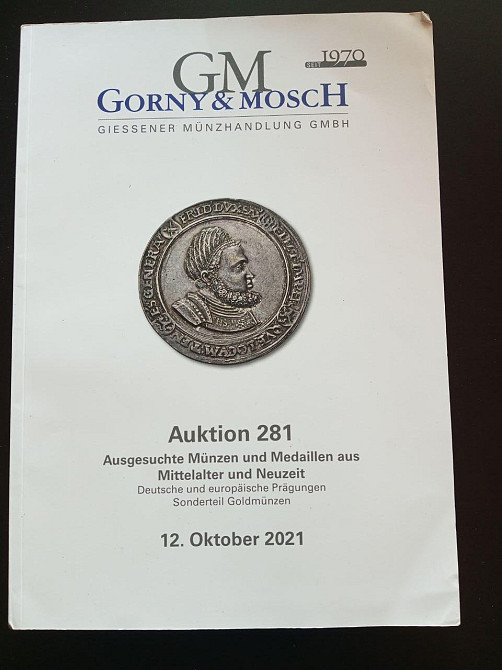 GM
SEIT 1970
GORNY & MOSCH
GIESSENER MÜNZHANDLUNG GMBH
Auktion 281
Ausgesuchte Münzen und Medaillen aus
Mittelalter und Neuzeit
Deutsche und europäische Prägungen
Sonderteil Goldmünzen
12. Oktober 2021